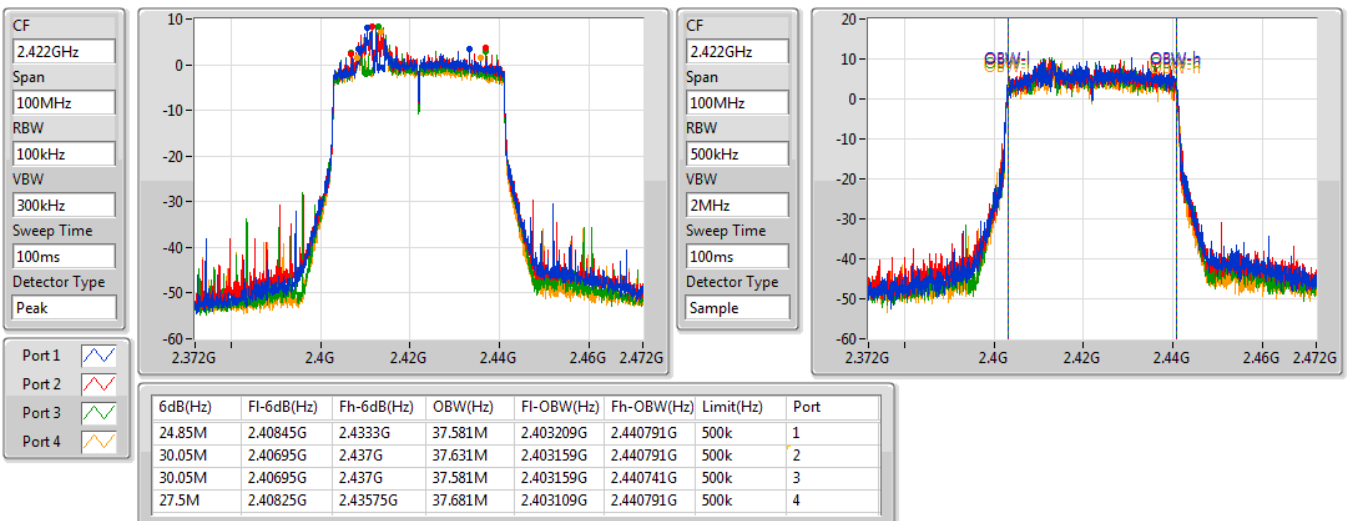 CF
2.422GHz
Span
100MHz
RBW
100kHz
VBW
300kHz
Sweep Time
100ms
Detector Type
Peak
10
0
-10
-20
-30
-40
-50
-60
2.372G 2.4G 2.42G 2.44G 2.46G 2.472G
CF
2.422GHz
Span
100MHz
RBW
500kHz
VBW
2MHz
Sweep Time
100ms
Detector Type
Sample
20
10
0
-10
-20
-30
-40
-50
-60
OBW-l OBW-h
2.372G 2.4G 2.42G 2.44G 2.46G 2.472G
Port 1
Port 2
Port 3
Port 4
6dB(Hz) Fl-6dB(Hz) Fh-6dB(Hz) OBW(Hz) Fl-OBW(Hz) Fh-OBW(Hz) Limit(Hz) Port
24.85M 2.40845G 2.4333G 37.581M 2.403209G 2.440791G 500k 1
30.05M 2.40695G 2.437G 37.631M 2.403159G 2.440791G 500k 2
30.05M 2.40695G 2.437G 37.581M 2.403159G 2.440741G 500k 3
27.5M 2.40825G 2.43575G 37.681M 2.403109G 2.440791G 500k 4